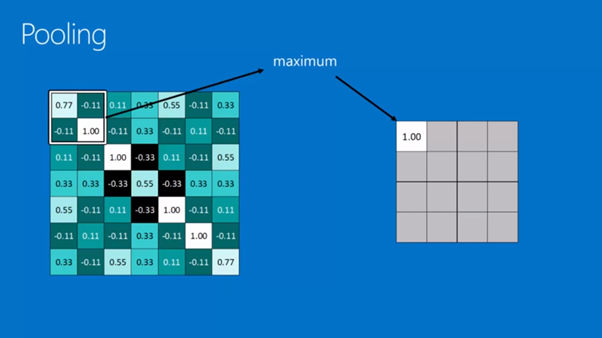 Pooling
maximum
0.77 -0.11 0.11 0.33 0.55 -0.11 0.33
-0.11 1.00 -0.11 0.33 -0.11 0.11 -0.11
0.11 -0.11 1.00 -0.33 0.11 -0.11 0.55
0.33 0.33 -0.33 0.55 -0.33 0.33 0.33
0.55 -0.11 0.11 -0.33 1.00 -0.11 0.11
-0.11 0.11 -0.11 0.33 -0.11 1.00 -0.11
0.33 -0.11 0.55 0.33 0.11 -0.11 0.77
1.00